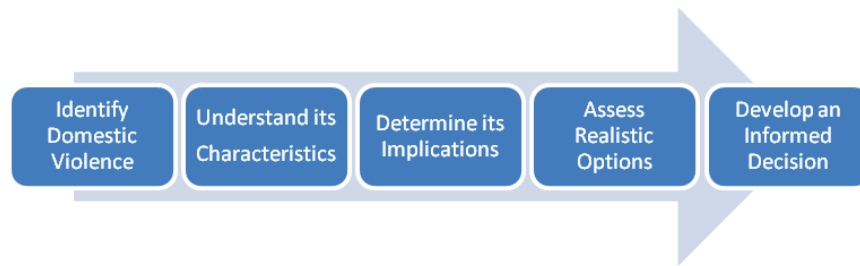 Identify
Domestic
Violence
Understand its
Characteristics
Determine its
Implications
Assess
Realistic
Options
Develop an
Informed
Decision